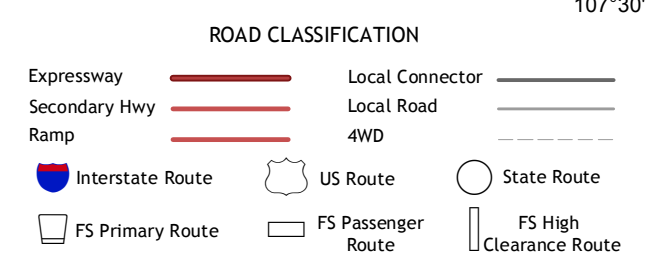 107°30'
ROAD CLASSIFICATION
Expressway
Local Connector
Secondary Hwy
Local Road
Ramp
4WD
Interstate Route
US Route
State Route
FS Primary Route
FS Passenger
Route
FS High
Clearance Route